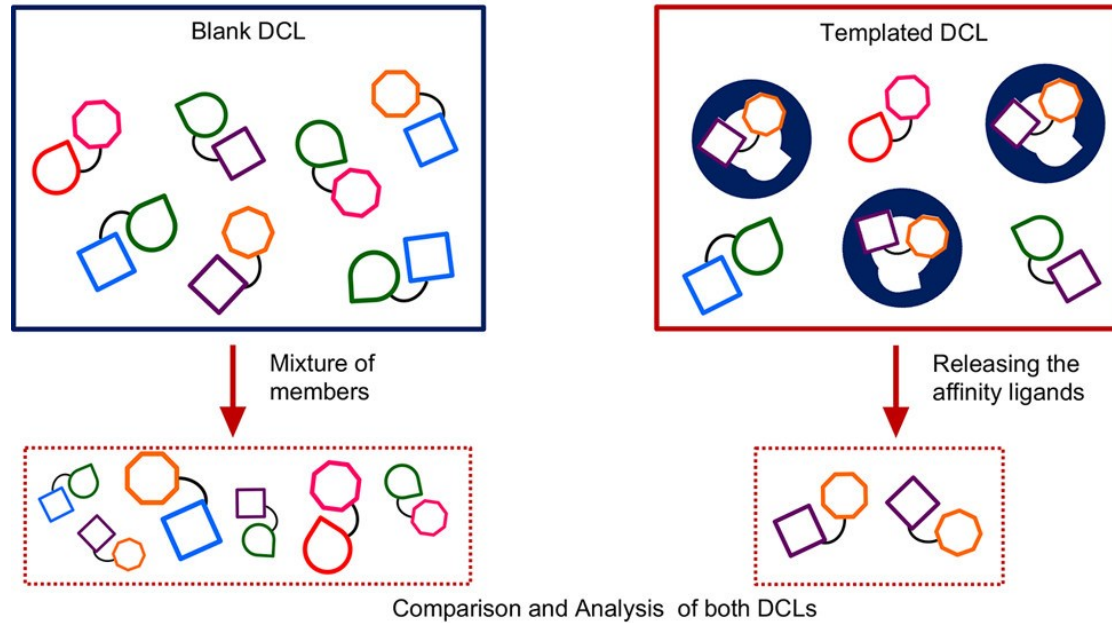 Blank DCL
Templated DCL
Mixture of
members
Releasing the
affinity ligands
Comparison and Analysis of both DCLs